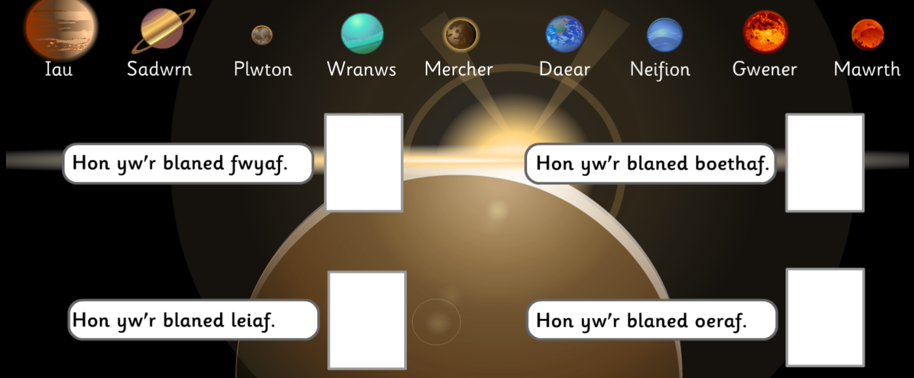 Iau Sadwrn Plwton Wranws Mercher Daear Neifion Gwener Mawrth
Hon yw'r blaned fwyaf.
Hon yw'r blaned boethaf.
Hon yw'r blaned leiaf.
Hon yw'r blaned oeraf.